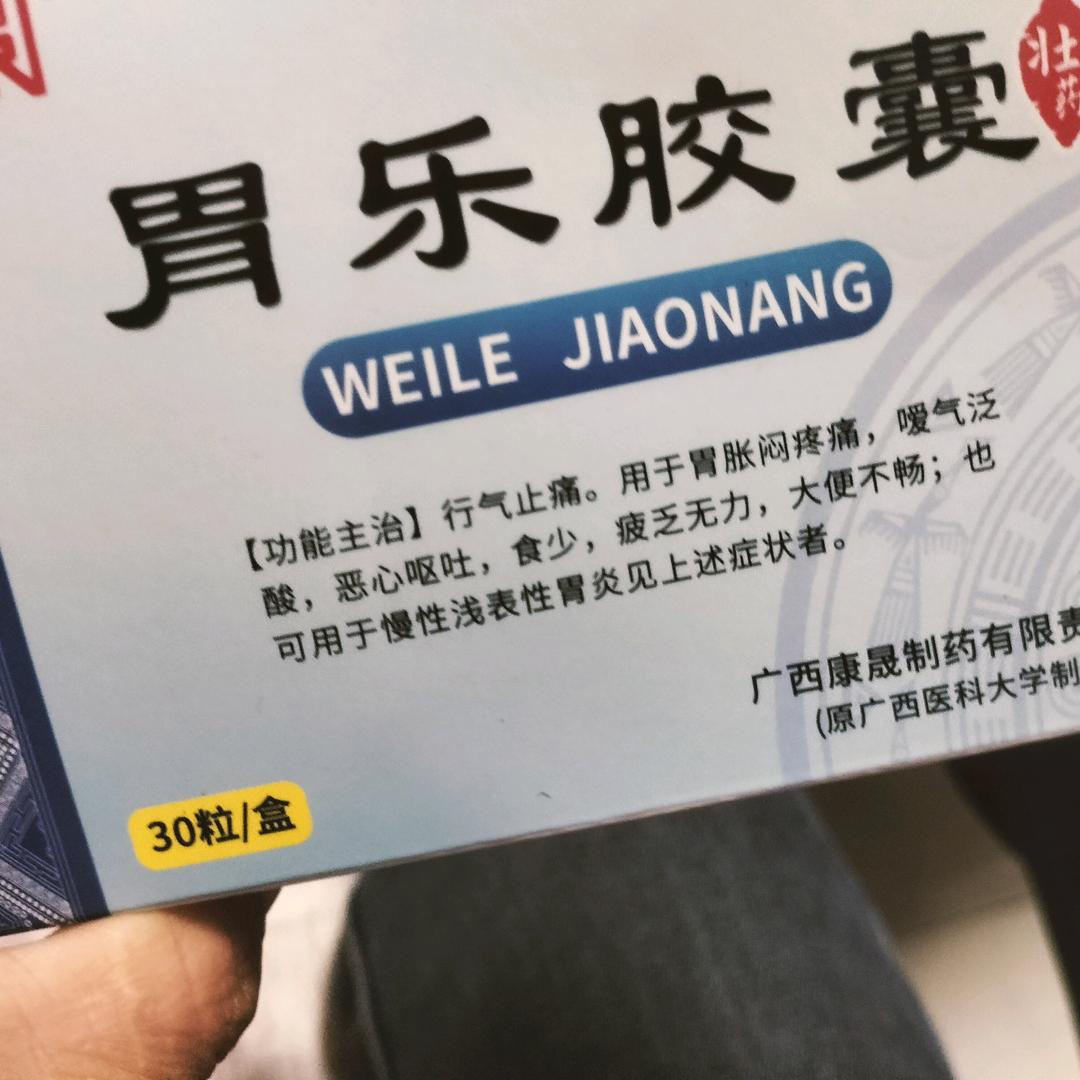 胃乐胶囊
壮
药
WEILE JIAONANG
【功能主治】行气止痛。用于胃胀闷疼痛，嗳气泛
酸，恶心呕吐，食少，疲乏无力，大便不畅；也
可用于慢性浅表性胃炎见上述症状者。
广西康晟制药有限责
(原广西医科大学制
30粒/盒